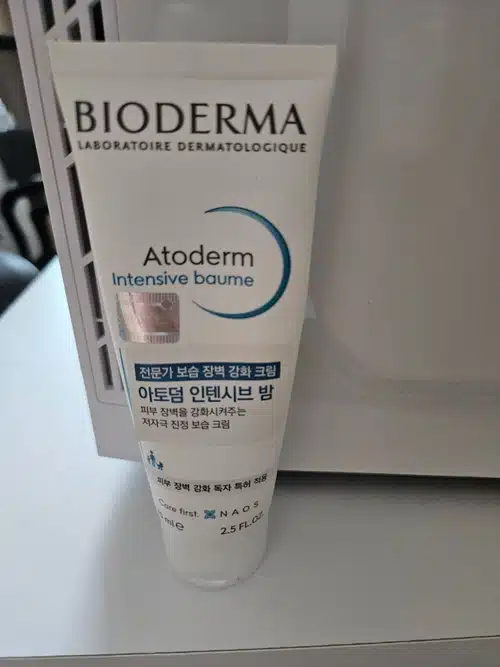 BIODERMA
LABORATOIRE DERMATOLOGIQUE
Atoderm
Intensive baume
전문가 보습 장벽 강화 크림
아토덤 인텐시브 밤
피부 장벽을 강화시켜주는
저자극 진정 보습 크림
피부 장벽 강화 독자 특허 적용
Care first. NAOS
ml℮ 2.5 FL.OZ.